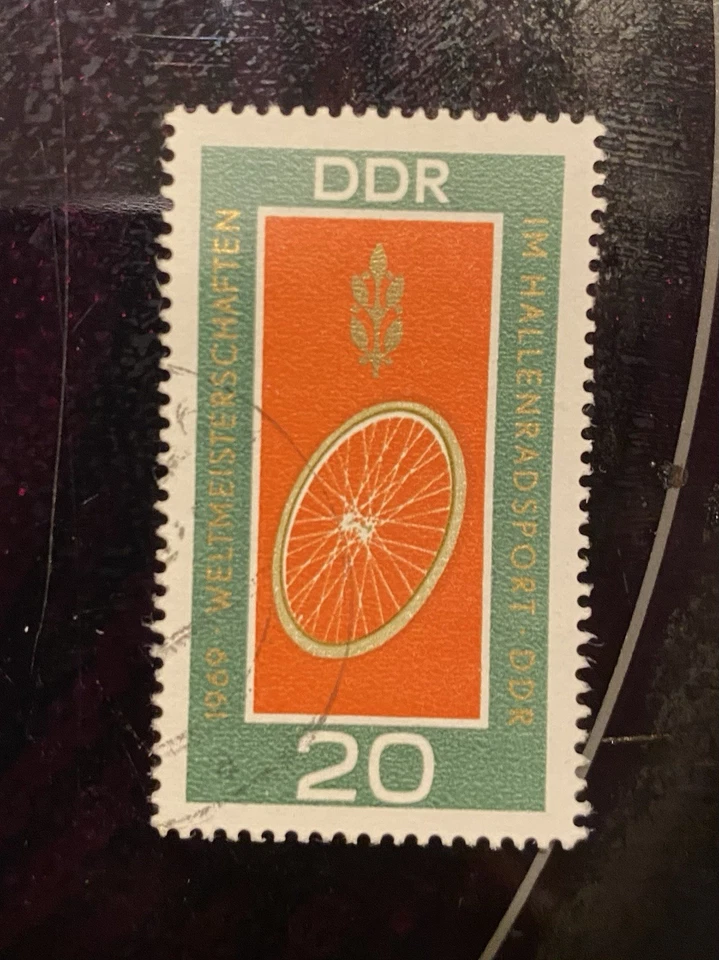 DDR
1969 · WELTMEISTERSCHAFTEN
IM HALLENRADSPORT · DDR
20